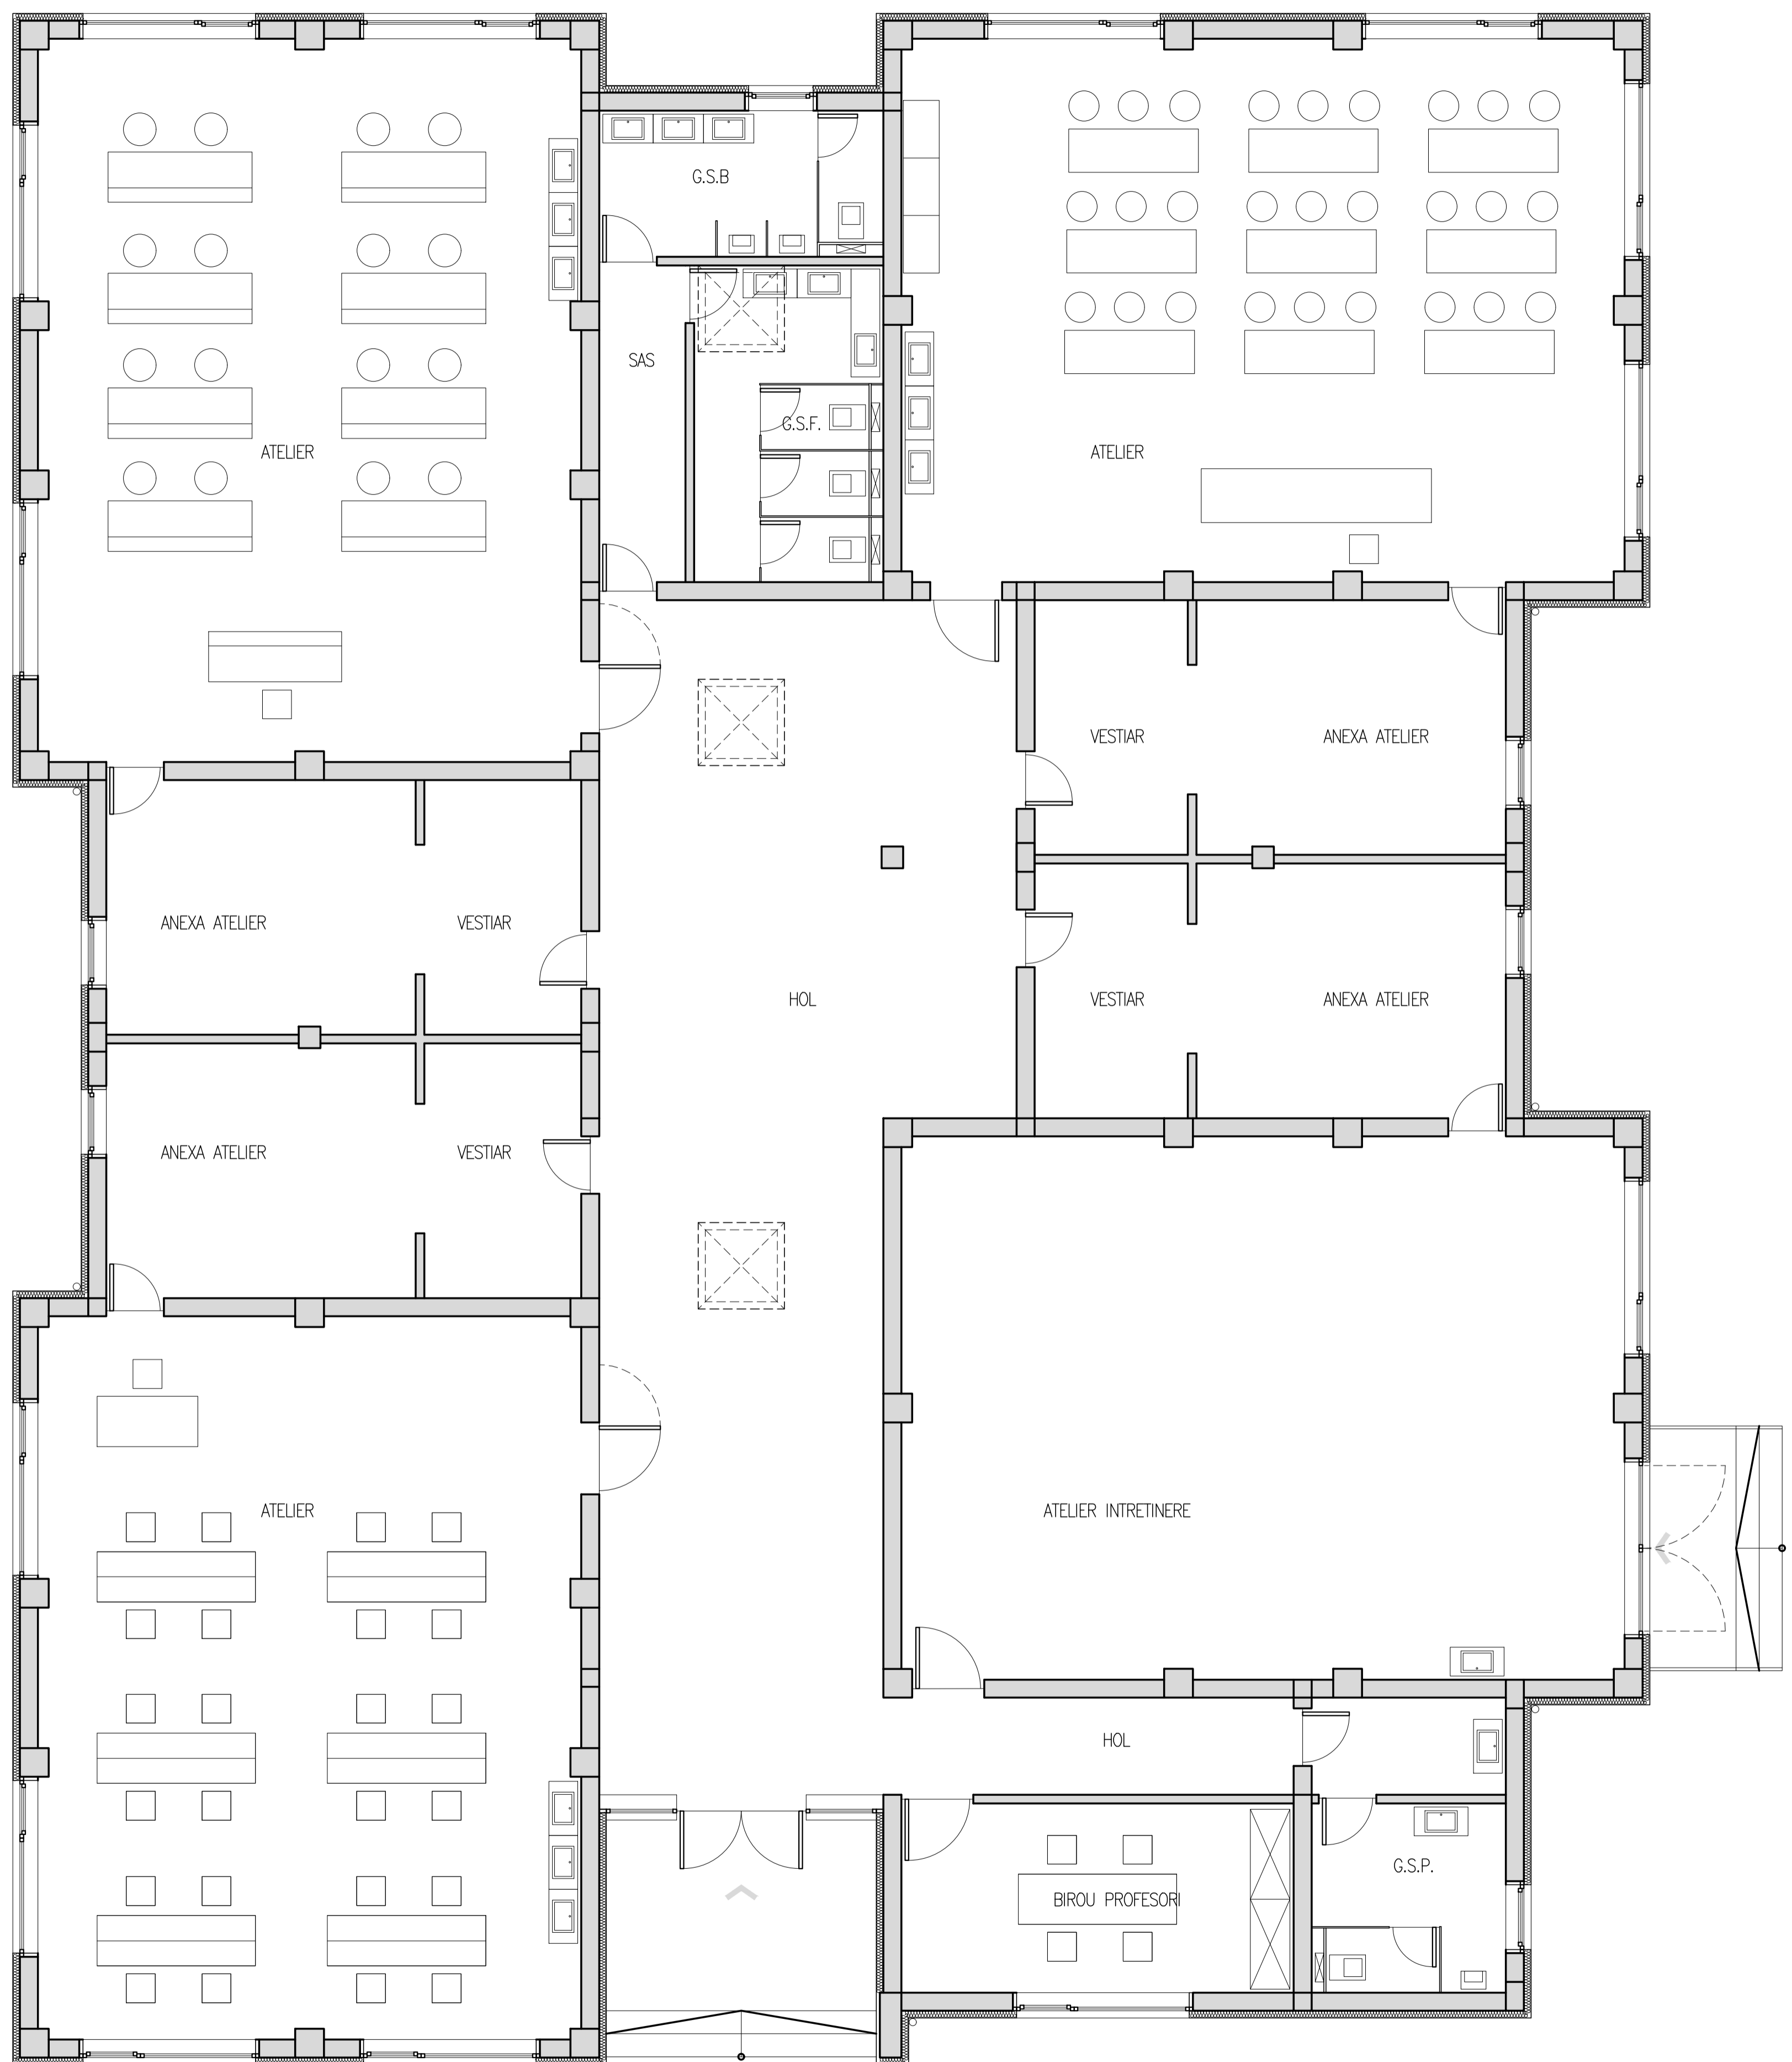 G.S.B
SAS
G.S.F.
ATELIER
ATELIER
VESTIAR
ANEXA ATELIER
ANEXA ATELIER
VESTIAR
HOL
VESTIAR
ANEXA ATELIER
ANEXA ATELIER
VESTIAR
ATELIER
ATELIER INTRETINERE
HOL
G.S.P.
BIROU PROFESORI